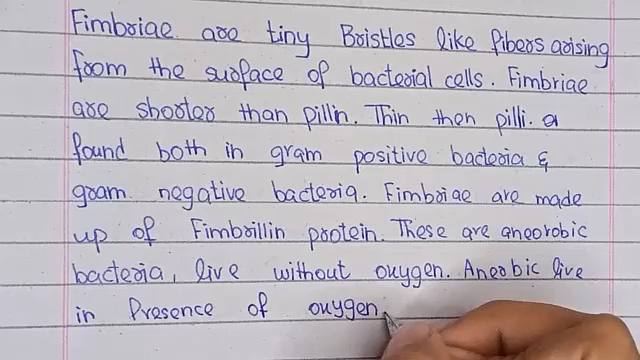 Fimbriae are tiny Bristles like fibers arising
from the surface of bacterial cells. Fimbriae
are shorter than pillin. Thin then pilli. a
found both in gram positive bacteria &
gram negative bacteria. Fimbriae are made
up of Fimbrillin protein. These are aneorobic
bacteria, live without oxygen. Aneobic live
in Presence of oxygen.